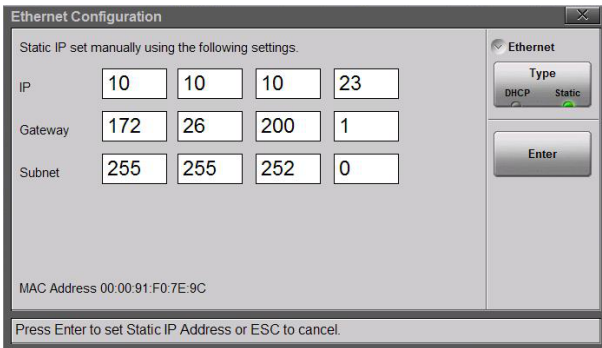 Ethernet Configuration
Static IP set manually using the following settings.
Ethernet
Type
DHCP Static
IP 10 10 10 23
Gateway 172 26 200 1
Enter
Subnet 255 255 252 0
MAC Address 00:00:91:F0:7E:9C
Press Enter to set Static IP Address or ESC to cancel.